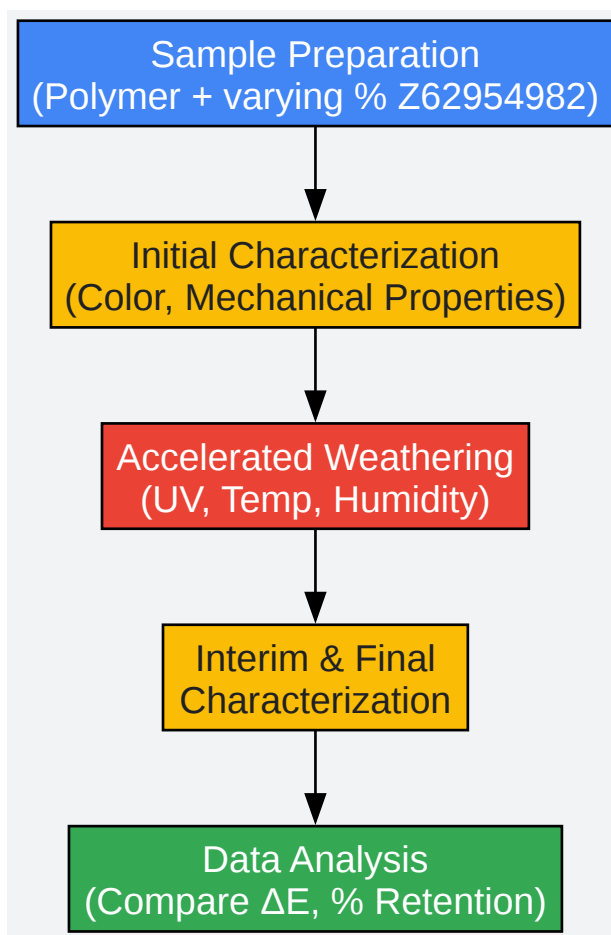 Sample Preparation
(Polymer + varying % Z62954982)
Initial Characterization
(Color, Mechanical Properties)
Accelerated Weathering
(UV, Temp, Humidity)
Interim & Final
Characterization
Data Analysis
(Compare ΔE, % Retention)